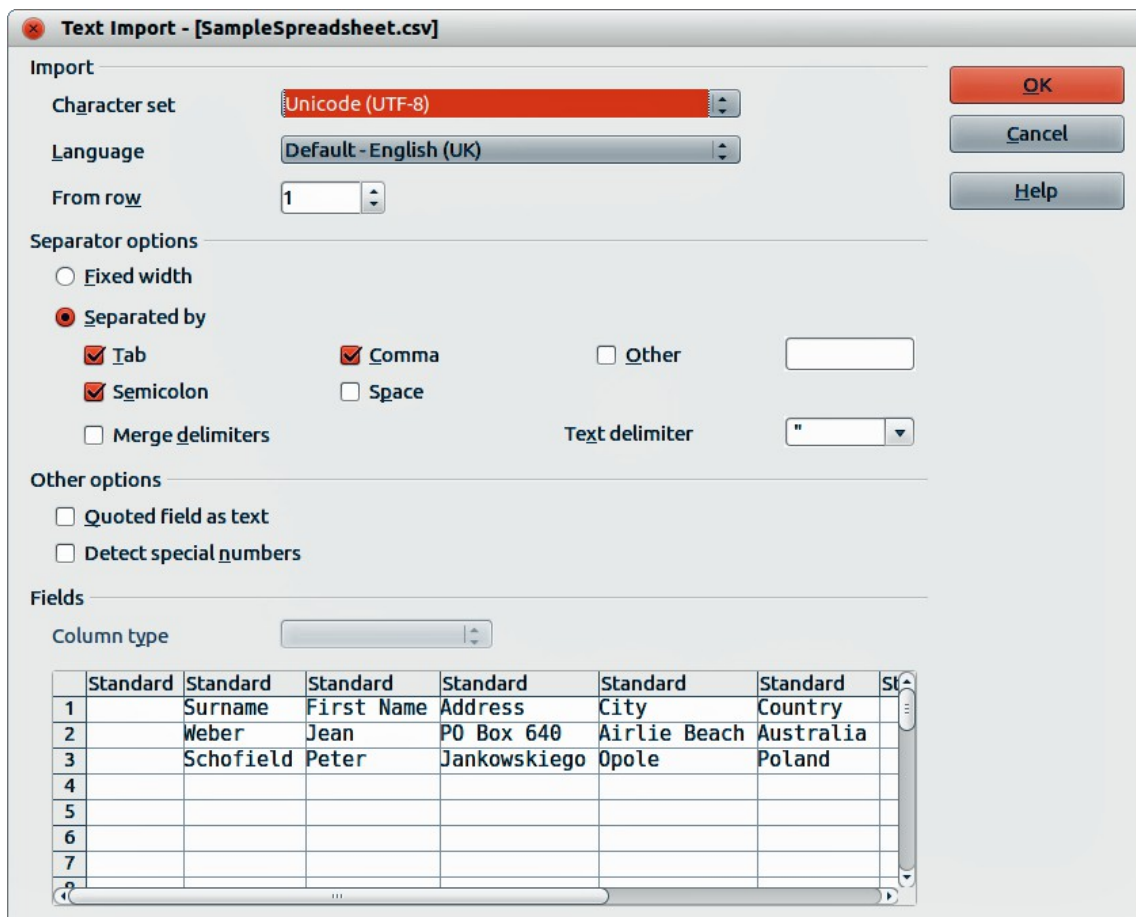 Text Import - [SampleSpreadsheet.csv]
Import
Character set Unicode (UTF-8)
Language Default - English (UK)
From row 1
OK
Cancel
Help
Separator options
Fixed width
Separated by
Tab Comma Other
Semicolon Space
Merge delimiters Text delimiter "
Other options
Quoted field as text
Detect special numbers
Fields
Column type
Standard Standard Standard Standard Standard Standard St
1 Surname First Name Address City Country
2 Weber Jean PO Box 640 Airlie Beach Australia
3 Schofield Peter Jankowskiego Opole Poland
4
5
6
7